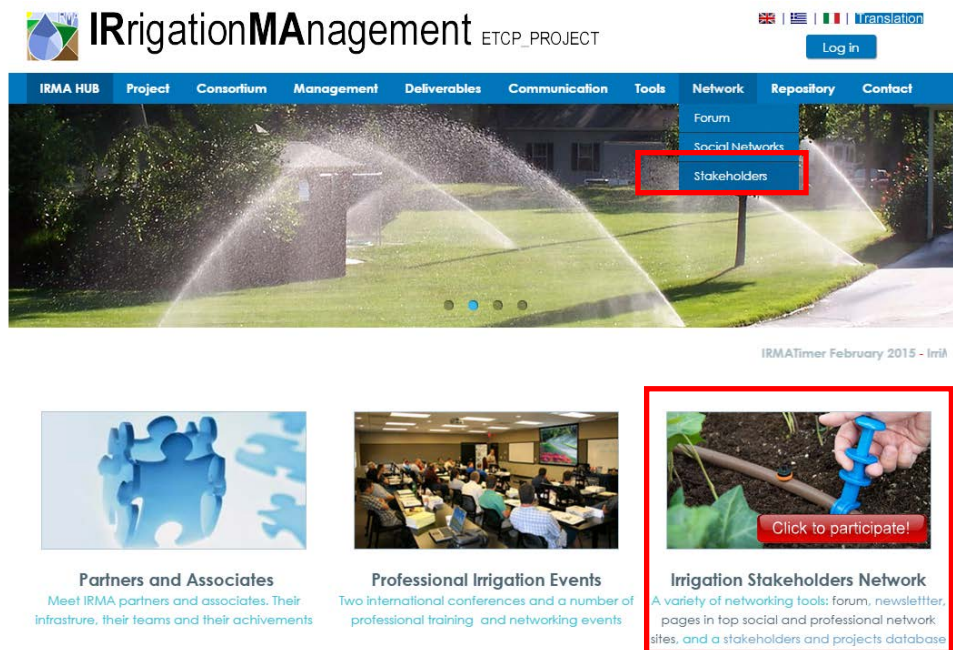 IRrigationMAnagement ETCP_PROJECT
| | | Translation
Log in
IRMA HUB Project Consortium Management Deliverables Communication Tools Network Repository Contact
Forum
Social Networks
Stakeholders
IRMATimer February 2015 - Irri
Click to participate!
Partners and Associates
Meet IRMA partners and associates. Their
infrastrure, their teams and their achivements
Professional Irrigation Events
Two international conferences and a number of
professional training and networking events
Irrigation Stakeholders Network
A variety of networking tools: forum, newslettter,
pages in top social and professional network
sites, and a stakeholders and projects database